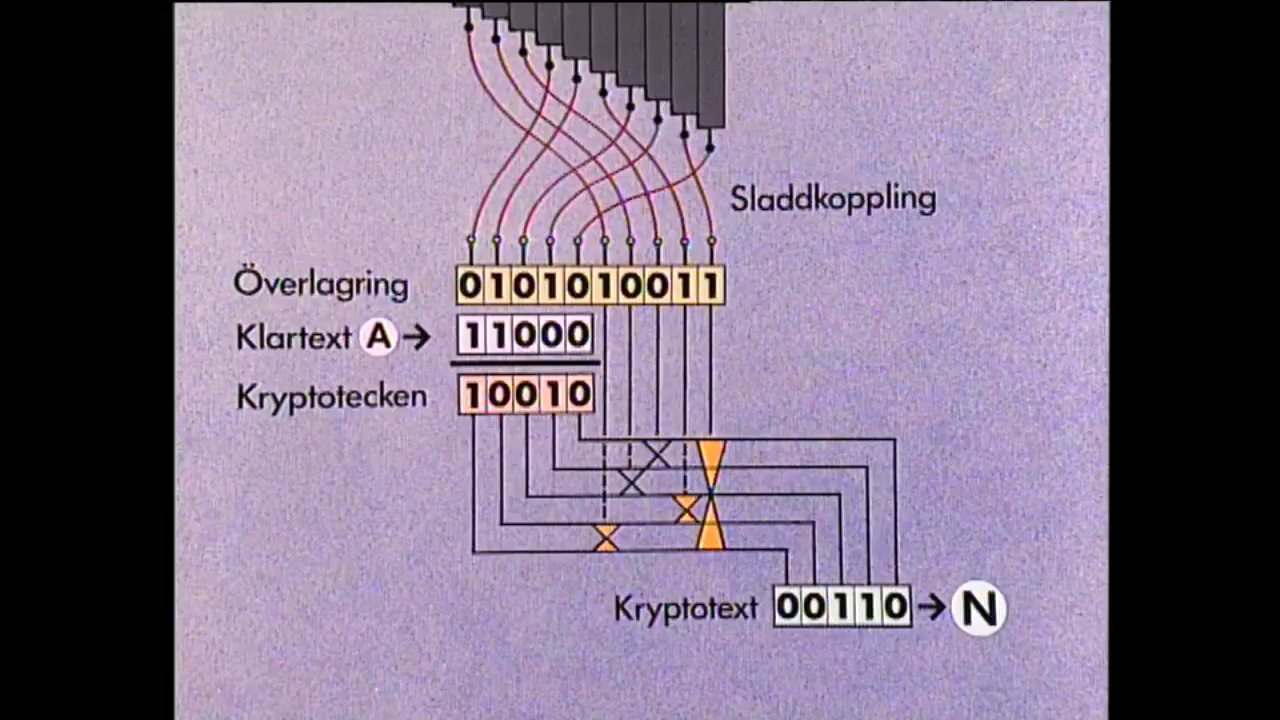 Sladdkoppling
Överlagring 0101010011
Klartext A → 11000
Kryptotecken 10010
Kryptotext 00110 → N